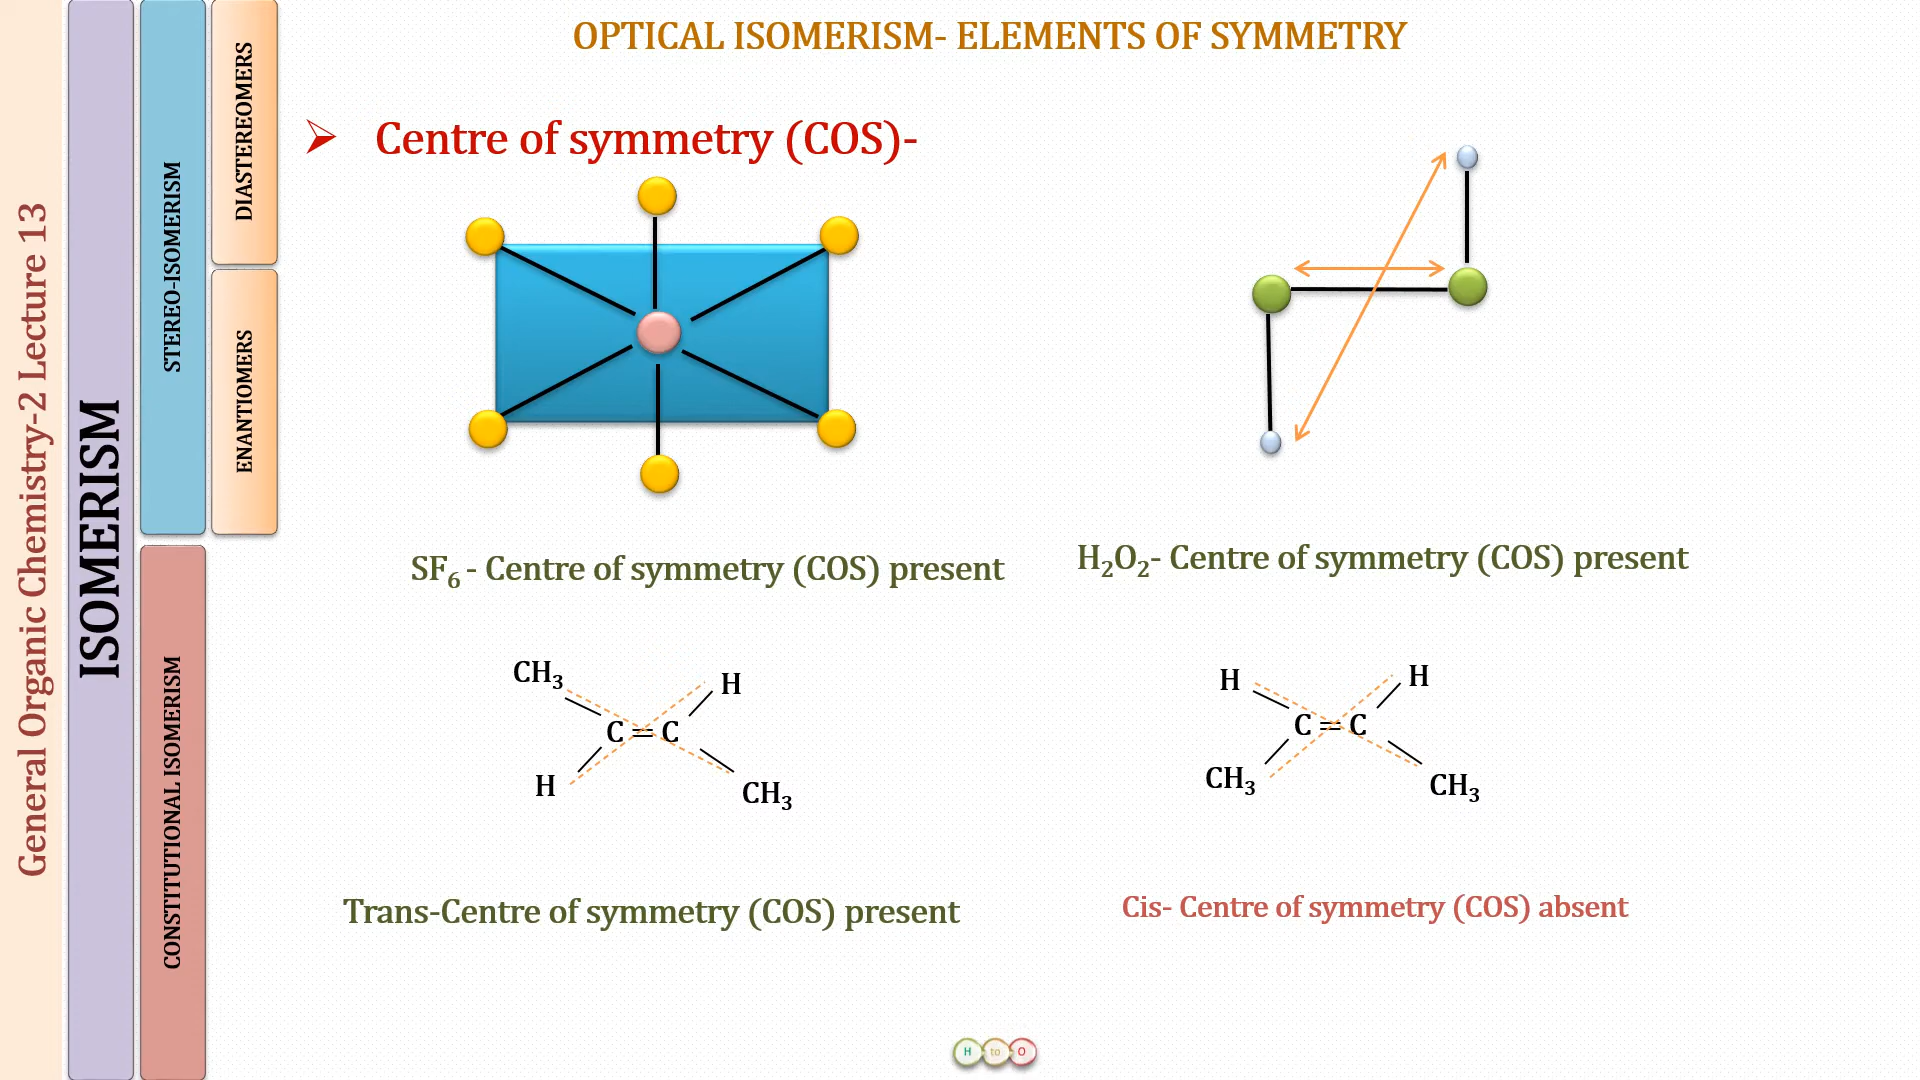 OPTICAL ISOMERISM- ELEMENTS OF SYMMETRY
General Organic Chemistry-2 Lecture 13
ISOMERISM
STEREO-ISOMERISM
CONSTITUTIONAL ISOMERISM
DIASTEREOMERS
ENANTIOMERS
➢ Centre of symmetry (COS)-
SF₆ - Centre of symmetry (COS) present
H₂O₂- Centre of symmetry (COS) present
CH₃ H
C = C
H CH₃
H H
C = C
CH₃ CH₃
Trans-Centre of symmetry (COS) present
Cis- Centre of symmetry (COS) absent
H to O